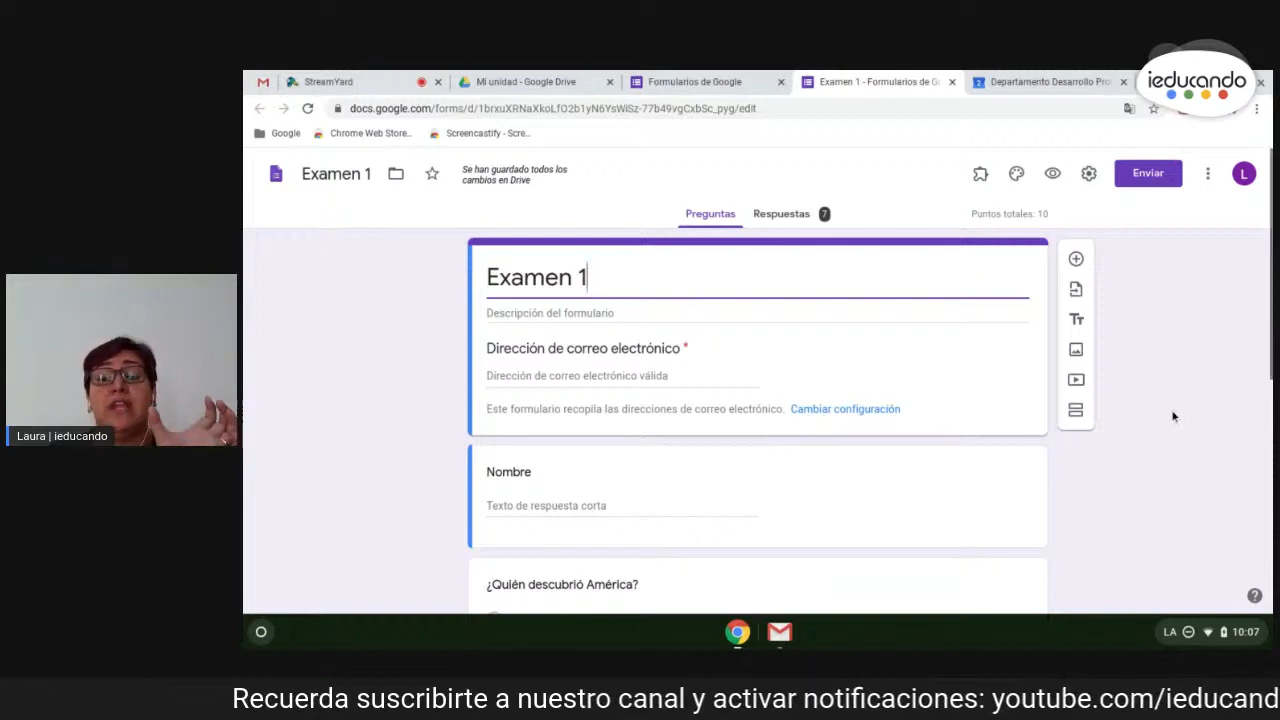 ieducando
StreamYard
Mi unidad - Google Drive
Formularios de Google
Examen 1 - Formularios de Go
Departamento Desarrollo Pro
docs.google.com/forms/d/1brxuXRNaXkoLfO2b1yN6YsWiSz-77b49vgCxbSc_pyg/edit
Google
Chrome Web Store...
Screencastify - Scre...
Examen 1
Se han guardado todos los
cambios en Drive
Enviar
L
Preguntas
Respuestas
7
Puntos totales: 10
Examen 1
Descripción del formulario
Dirección de correo electrónico *
Dirección de correo electrónico válida
Este formulario recopila las direcciones de correo electrónico. Cambiar configuración
Tт
Nombre
Texto de respuesta corta
¿Quién descubrió América?
Laura | ieducando
LA
10:07
Recuerda suscribirte a nuestro canal y activar notificaciones: youtube.com/ieducand